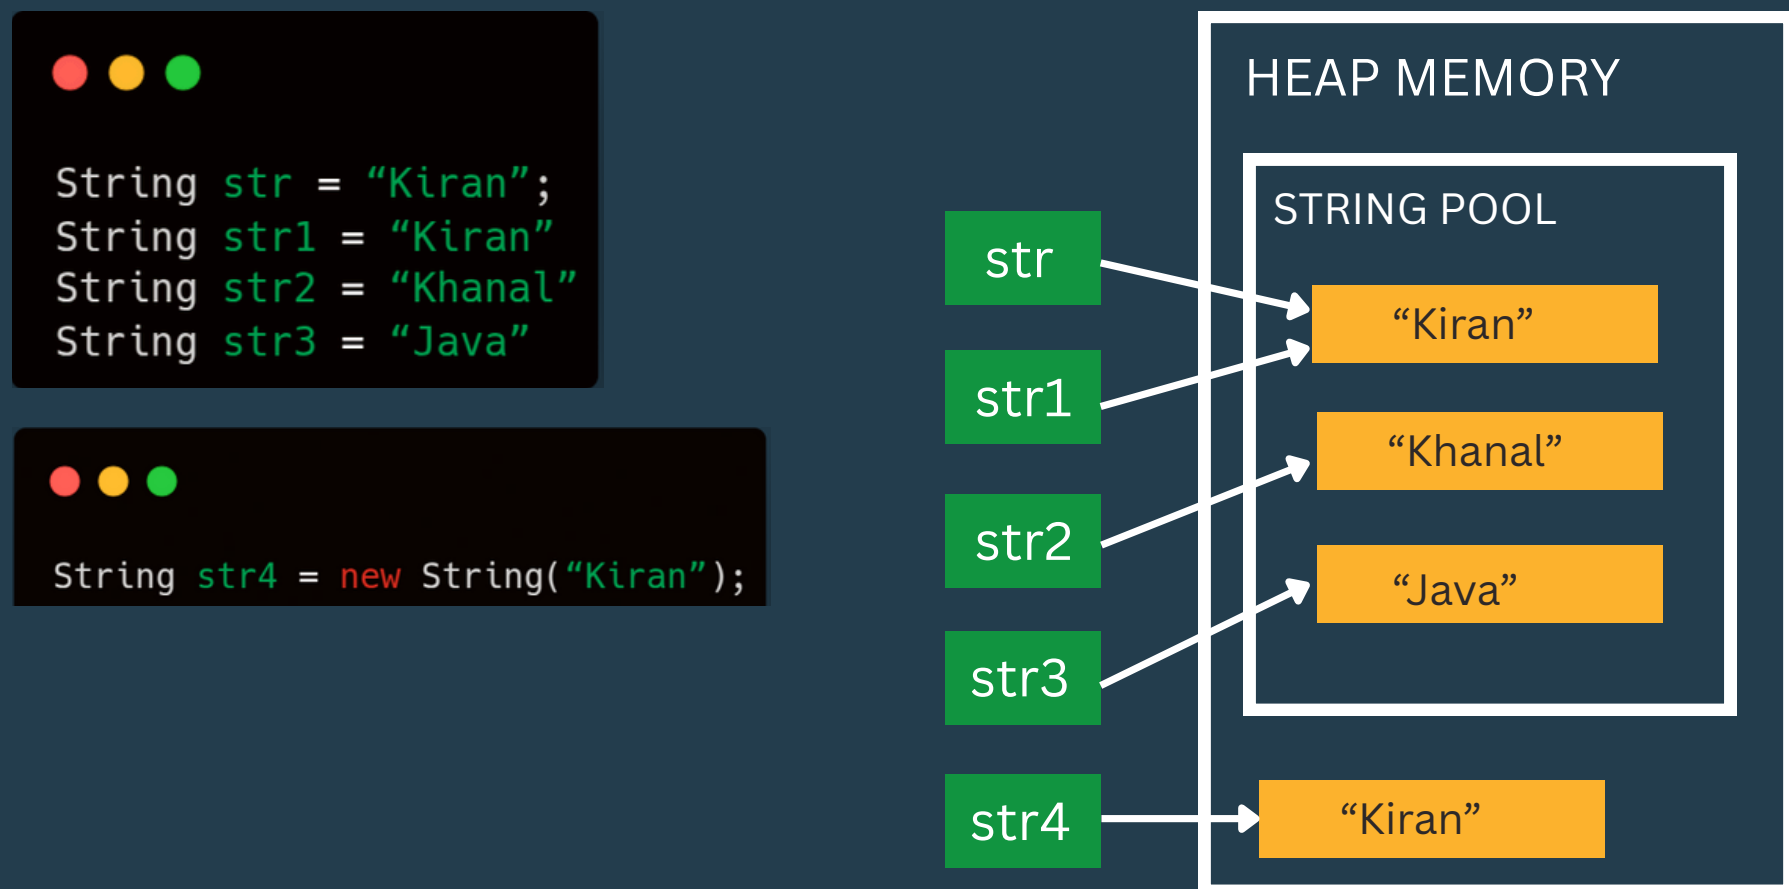 String str = “Kiran”;
String str1 = “Kiran”
String str2 = “Khanal”
String str3 = “Java”
String str4 = new String(“Kiran”);
HEAP MEMORY
STRING POOL
str
“Kiran”
str1
“Khanal”
str2
“Java”
str3
str4
“Kiran”